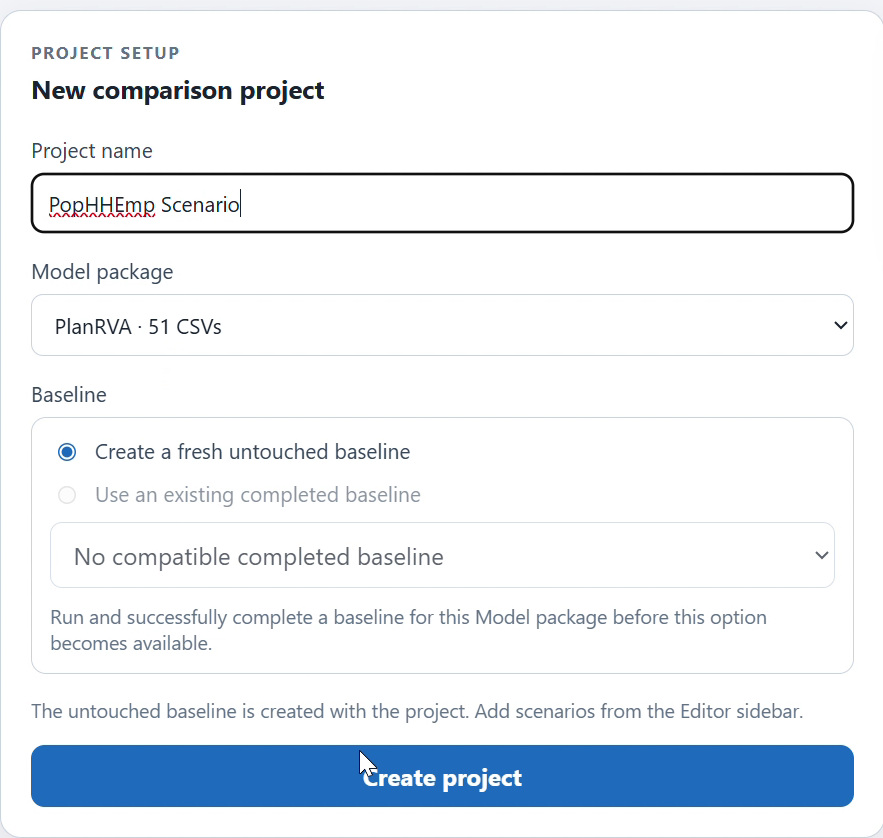 PROJECT SETUP
New comparison project
Project name
PopHHEmp Scenario
Model package
PlanRVA · 51 CSVs
Baseline
Create a fresh untouched baseline
Use an existing completed baseline
No compatible completed baseline
Run and successfully complete a baseline for this Model package before this option
becomes available.
The untouched baseline is created with the project. Add scenarios from the Editor sidebar.
Create project